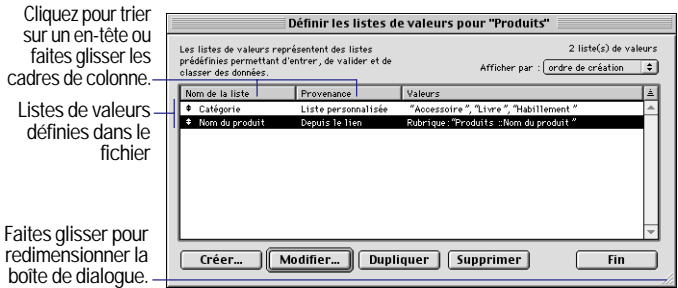 Cliquez pour trier
sur un en-tête ou
faites glisser les
cadres de colonne.
Listes de valeurs
définies dans le
fichier
Faites glisser pour
redimensionner la
boîte de dialogue.
Définir les listes de valeurs pour "Produits"
Les listes de valeurs représentent des listes
prédéfinies permettant d'entrer, de valider et de
classer des données.
2 liste(s) de valeurs
Afficher par : ordre de création
Nom de la liste Provenance Valeurs
Catégorie Liste personnalisée "Accessoire ", "Livre ", "Habillement "
Nom du produit Depuis le lien Rubrique : "Produits ::Nom du produit "
Créer... Modifier... Dupliquer Supprimer Fin